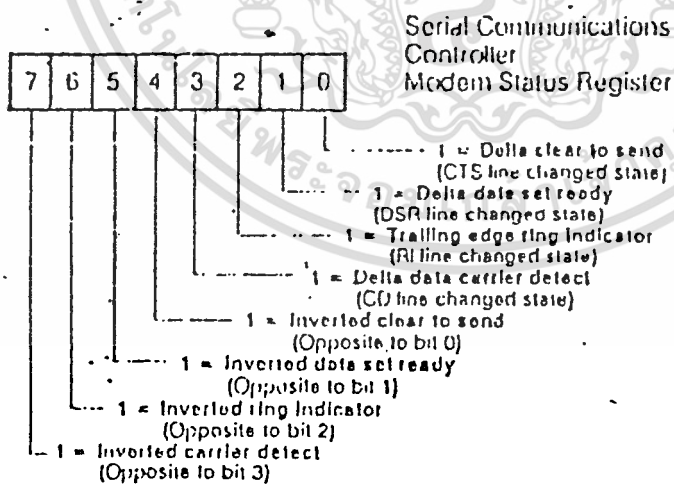 Serial Communications
Controller
Modem Status Register
7 6 5 4 3 2 1 0
1 = Delta clear to send
(CTS line changed state)
1 = Delta data set ready
(DSR line changed state)
1 = Trailing edge ring indicator
(RI line changed state)
1 = Delta data carrier detect
(CD line changed state)
1 = Inverted clear to send
(Opposite to bit 0)
1 = Inverted data set ready
(Opposite to bit 1)
1 = Inverted ring indicator
(Opposite to bit 2)
1 = Inverted carrier detect
(Opposite to bit 3)